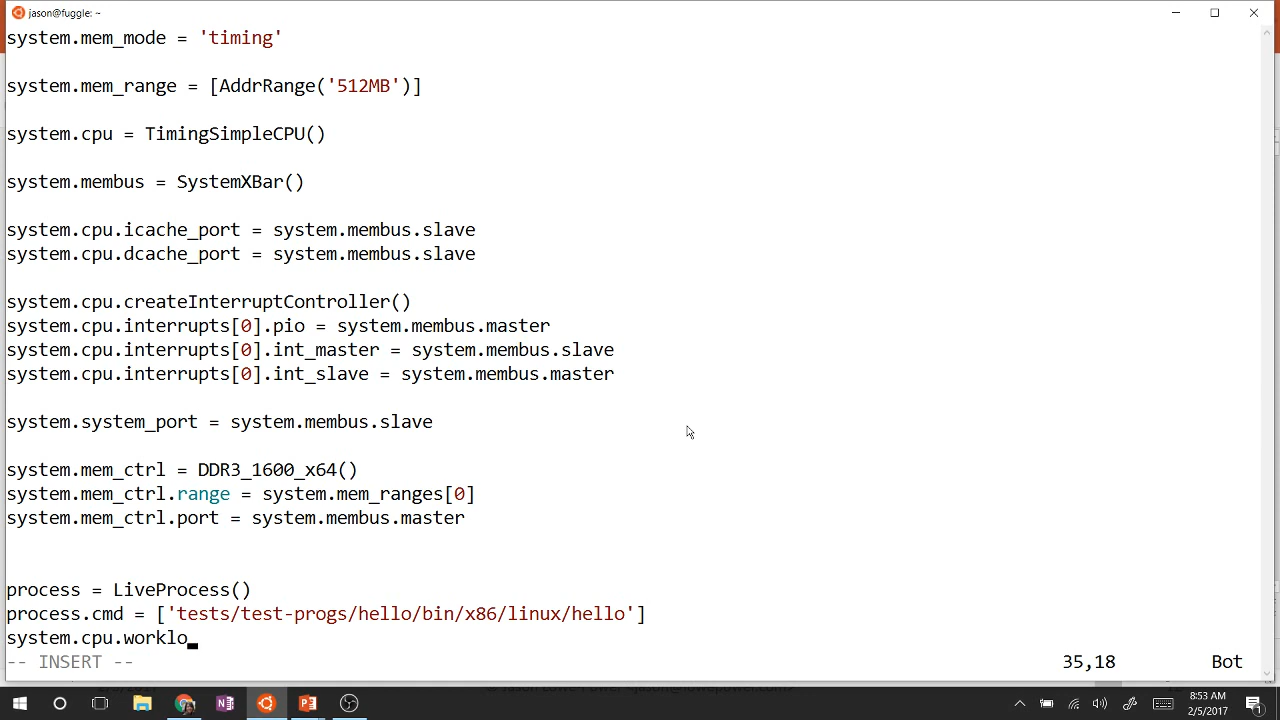 jason@fuggle: ~
system.mem_mode = 'timing'
system.mem_range = [AddrRange('512MB')]
system.cpu = TimingSimpleCPU()
system.membus = SystemXBar()
system.cpu.icache_port = system.membus.slave
system.cpu.dcache_port = system.membus.slave
system.cpu.createInterruptController()
system.cpu.interrupts[0].pio = system.membus.master
system.cpu.interrupts[0].int_master = system.membus.slave
system.cpu.interrupts[0].int_slave = system.membus.master
system.system_port = system.membus.slave
system.mem_ctrl = DDR3_1600_x64()
system.mem_ctrl.range = system.mem_ranges[0]
system.mem_ctrl.port = system.membus.master
process = LiveProcess()
process.cmd = ['tests/test-progs/hello/bin/x86/linux/hello']
system.cpu.worklo
-- INSERT -- 35,18 Bot
8:53 AM
2/5/2017